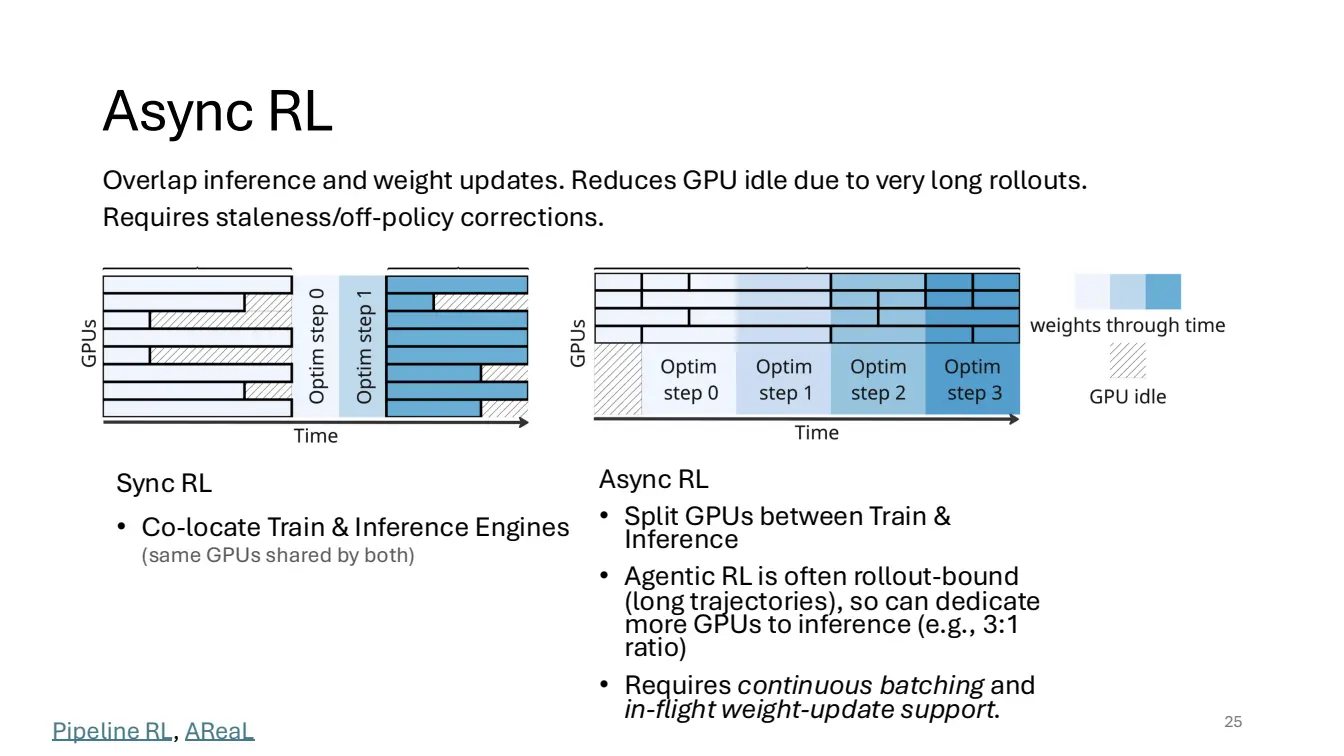 Async RL
Overlap inference and weight updates. Reduces GPU idle due to very long rollouts.
Requires staleness/off-policy corrections.
GPUs
Optim step 0
Optim step 1
Time
GPUs
Optim
step 0
Optim
step 1
Optim
step 2
Optim
step 3
Time
weights through time
GPU idle
Sync RL
• Co-locate Train & Inference Engines
(same GPUs shared by both)
Async RL
• Split GPUs between Train &
Inference
• Agentic RL is often rollout-bound
(long trajectories), so can dedicate
more GPUs to inference (e.g., 3:1
ratio)
• Requires continuous batching and
in-flight weight-update support.
Pipeline RL, AReaL
25